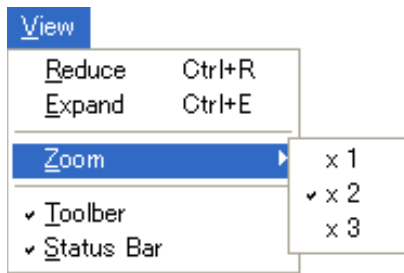 View
Reduce Ctrl+R
Expand Ctrl+E
Zoom
x 1
x 2
x 3
Toolber
Status Bar